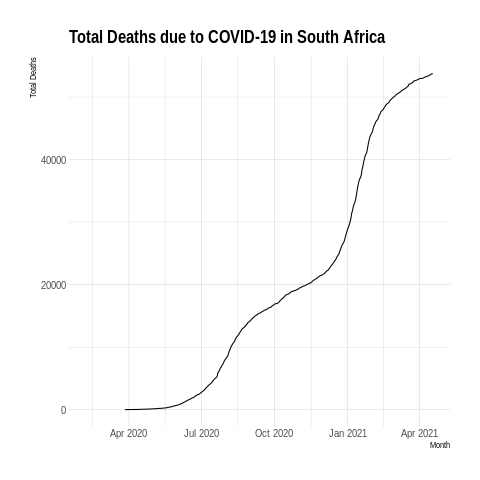 Total Deaths due to COVID-19 in South Africa
Total Deaths
40000
20000
0
Apr 2020 Jul 2020 Oct 2020 Jan 2021 Apr 2021
Month